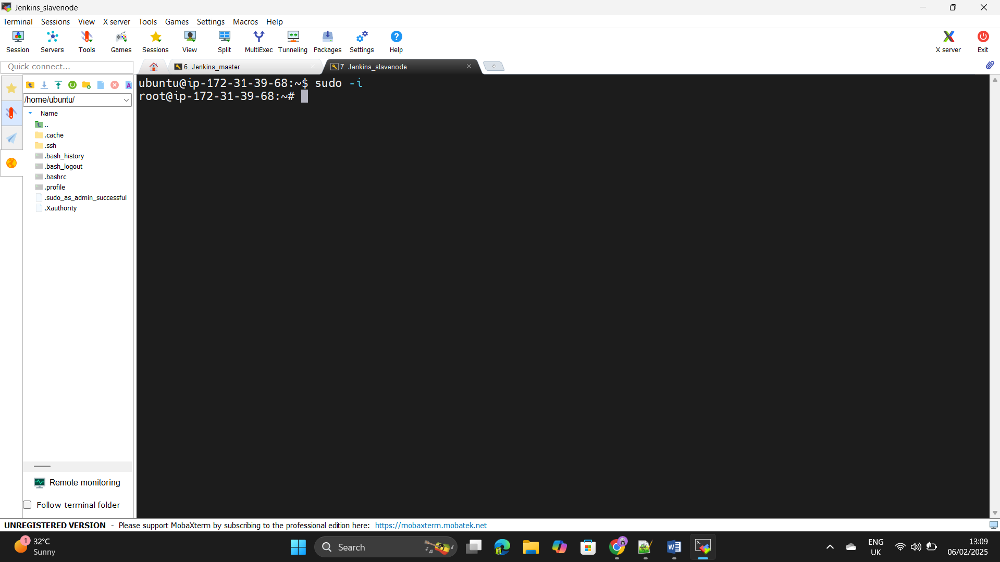 Jenkins_slavenode
Terminal Sessions View X server Tools Games Settings Macros Help
Session Servers Tools Games Sessions View Split MultiExec Tunneling Packages Settings Help X server Exit
Quick connect...
6. Jenkins_master
7. Jenkins_slavenode
/home/ubuntu/
Name
..
.cache
.ssh
.bash_history
.bash_logout
.bashrc
.profile
.sudo_as_admin_successful
.Xauthority
Remote monitoring
Follow terminal folder
ubuntu@ip-172-31-39-68:~$ sudo -i
root@ip-172-31-39-68:~#
UNREGISTERED VERSION - Please support MobaXterm by subscribing to the professional edition here: https://mobaxterm.mobatek.net
1
32°C
Sunny
Search
ENG
UK
13:09
06/02/2025